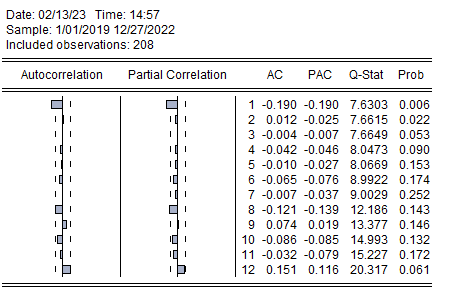 Date: 02/13/23 Time: 14:57
Sample: 1/01/2019 12/27/2022
Included observations: 208
Autocorrelation Partial Correlation AC PAC Q-Stat Prob
1 -0.190 -0.190 7.6303 0.006
2 0.012 -0.025 7.6615 0.022
3 -0.004 -0.007 7.6649 0.053
4 -0.042 -0.046 8.0473 0.090
5 -0.010 -0.027 8.0669 0.153
6 -0.065 -0.076 8.9922 0.174
7 -0.007 -0.037 9.0029 0.252
8 -0.121 -0.139 12.186 0.143
9 0.074 0.019 13.377 0.146
10 -0.086 -0.085 14.993 0.132
11 -0.032 -0.079 15.227 0.172
12 0.151 0.116 20.317 0.061